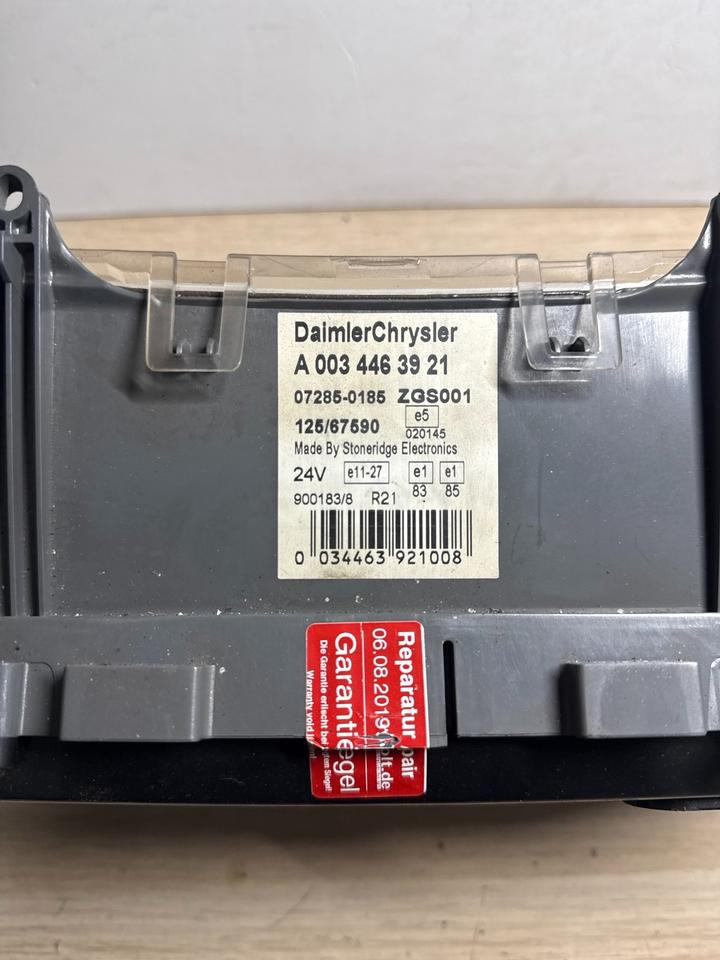 DaimlerChrysler
A 003 446 39 21
07285-0185 ZGS001
125/67590 e5
020145
Made By Stoneridge Electronics
24V e11-27 e1 e1
900183/8 R21 83 85
0 034463 921008
Reparatur
06.08.2019
Garantie
Die Garantie erlischt bei
Warranty void